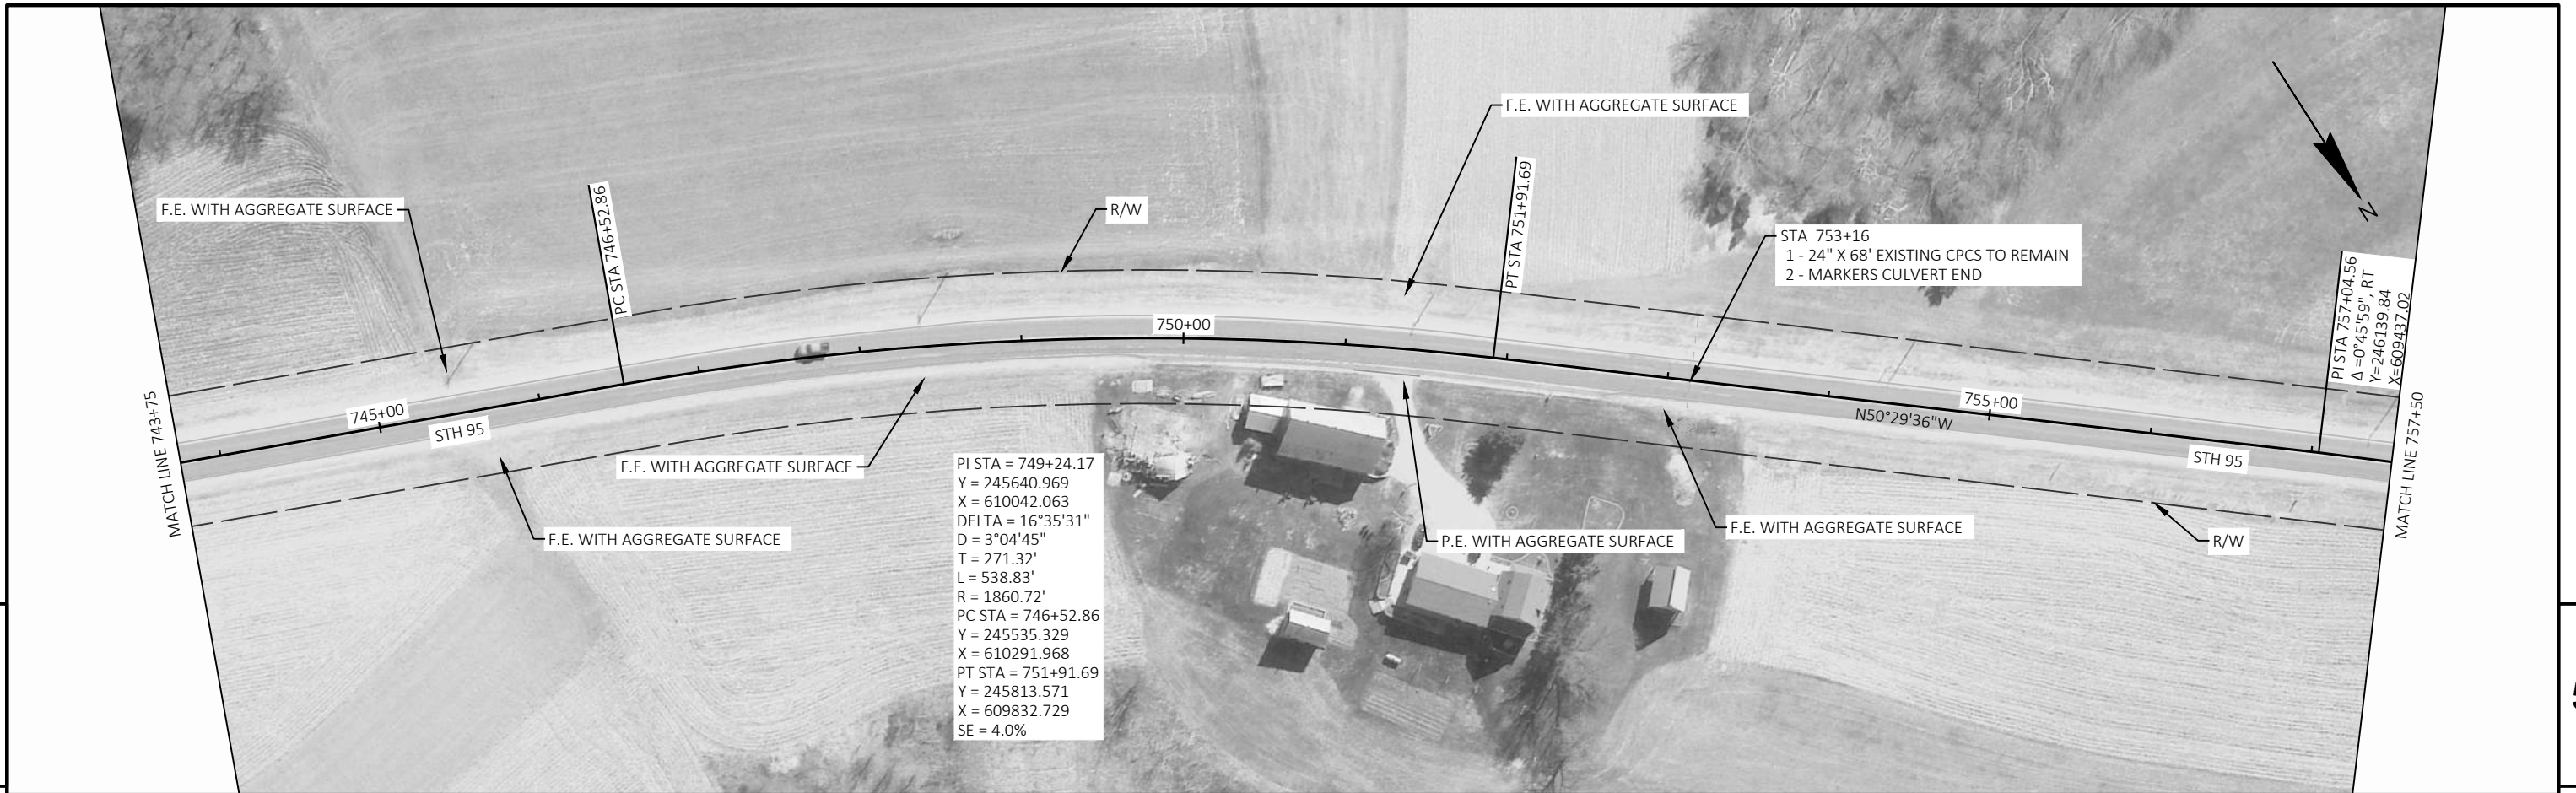 F.E. WITH AGGREGATE SURFACE
R/W
F.E. WITH AGGREGATE SURFACE
PC STA 746+52.86
PT STA 751+91.69
STA 753+16
1 - 24" X 68' EXISTING CPCS TO REMAIN
2 - MARKERS CULVERT END
N
PI STA 757+04.56
Δ =0°45'59", RT
Y=246139.84
X=609437.02
MATCH LINE 743+75
745+00
STH 95
750+00
755+00
N50°29'36"W
STH 95
MATCH LINE 757+50
F.E. WITH AGGREGATE SURFACE
F.E. WITH AGGREGATE SURFACE
PI STA = 749+24.17
Y = 245640.969
X = 610042.063
DELTA = 16°35'31"
D = 3°04'45"
T = 271.32'
L = 538.83'
R = 1860.72'
PC STA = 746+52.86
Y = 245535.329
X = 610291.968
PT STA = 751+91.69
Y = 245813.571
X = 609832.729
SE = 4.0%
P.E. WITH AGGREGATE SURFACE
F.E. WITH AGGREGATE SURFACE
R/W